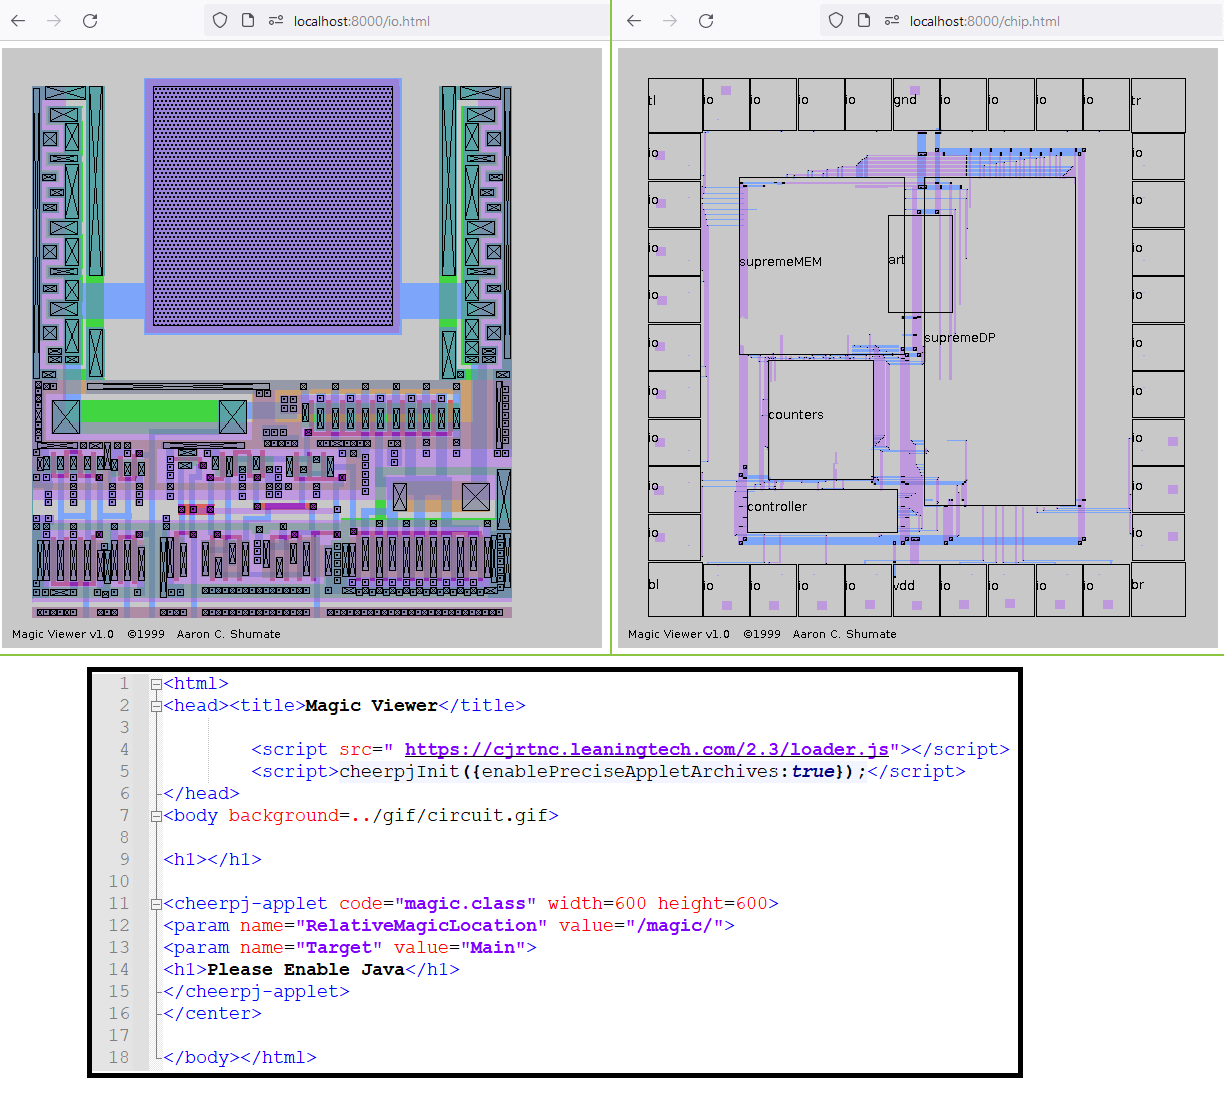 localhost:8000/io.html
Magic Viewer v1.0 ©1999 Aaron C. Shumate
localhost:8000/chip.html
tl io io io io gnd io io io io tr
io io
io io
io io
io io
supremeMEM art
supremeDP
io io
io io
counters
io io
io io
controller
io io
bl io io io io vdd io io io io br
Magic Viewer v1.0 ©1999 Aaron C. Shumate
1 <html>
2 <head><title>Magic Viewer</title>
3
4 <script src=" https://cjrtnc.leaningtech.com/2.3/loader.js"></script>
5 <script>cheerpjInit({enablePreciseAppletArchives:true});</script>
6 </head>
7 <body background=../gif/circuit.gif>
8
9 <h1></h1>
10
11 <cheerpj-applet code="magic.class" width=600 height=600>
12 <param name="RelativeMagicLocation" value="/magic/">
13 <param name="Target" value="Main">
14 <h1>Please Enable Java</h1>
15 </cheerpj-applet>
16 </center>
17
18 </body></html>